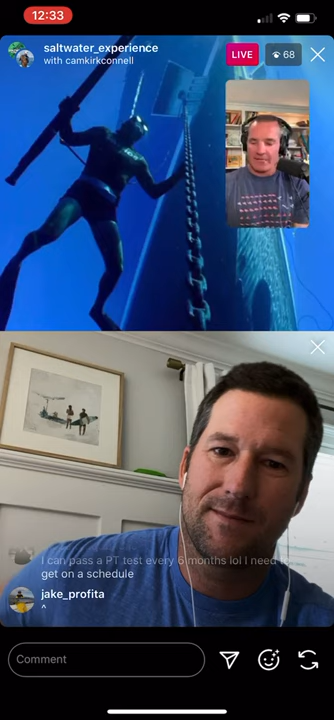 12:33
saltwater_experience
with camkirkconnell
LIVE
68
I can pass a PT test every 6 months lol I need
get on a schedule
jake_profita
^
Comment